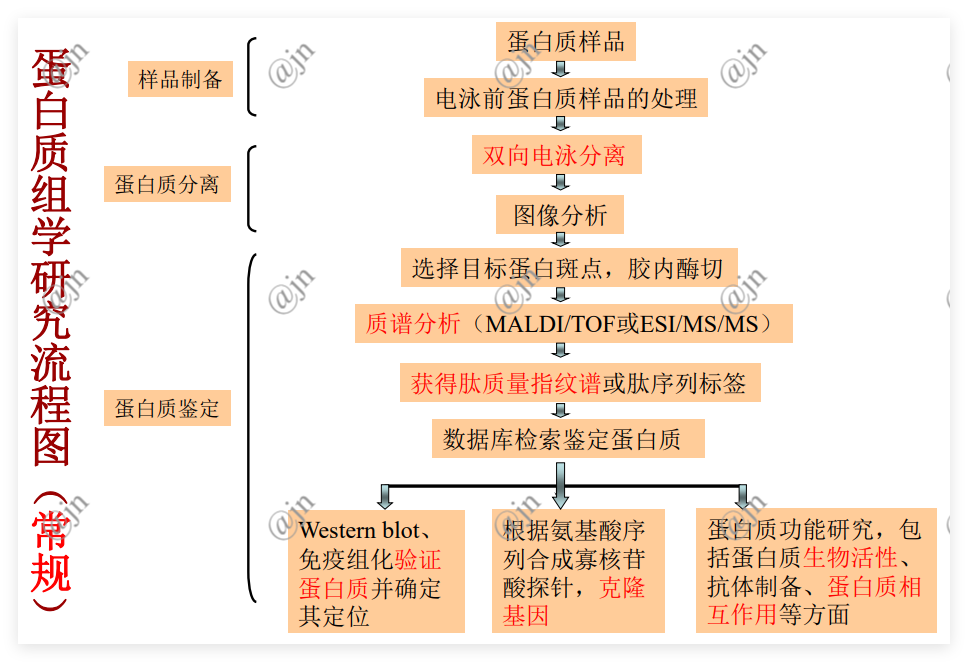 蛋白质组学研究流程图（常规）
样品制备
蛋白质分离
蛋白质鉴定
蛋白质样品
电泳前蛋白质样品的处理
双向电泳分离
图像分析
选择目标蛋白斑点，胶内酶切
质谱分析（MALDI/TOF或ESI/MS/MS）
获得肽质量指纹谱或肽序列标签
数据库检索鉴定蛋白质
Western blot、
免疫组化验证
蛋白质并确定
其定位
根据氨基酸序
列合成寡核苷
酸探针，克隆
基因
蛋白质功能研究，包
括蛋白质生物活性、
抗体制备、蛋白质相
互作用等方面
@jn
@jn
@jn
@jn
@jn
@jn
@jn
@jn
@jn
@jn
@jn
@jn